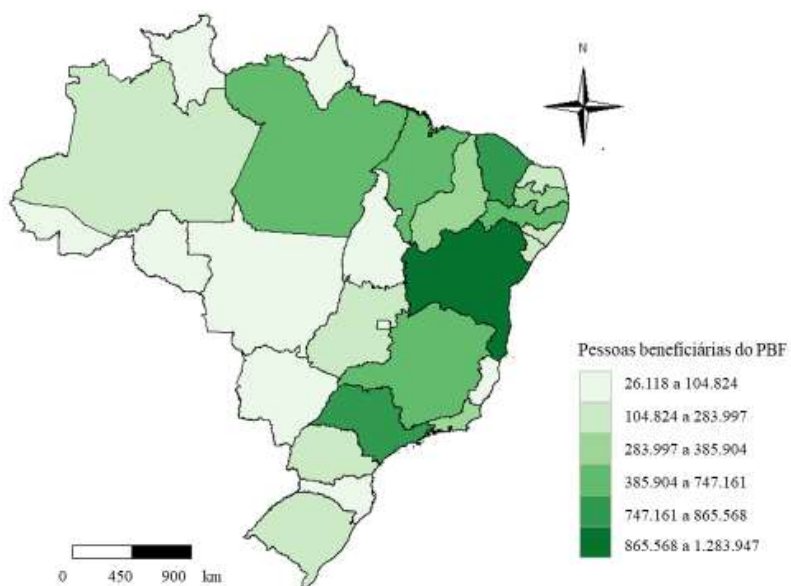 N
Pessoas beneficiárias do PBF
26.118 a 104.824
104.824 a 283.997
283.997 a 385.904
385.904 a 747.161
747.161 a 865.568
865.568 a 1.283.947
0 450 900 km